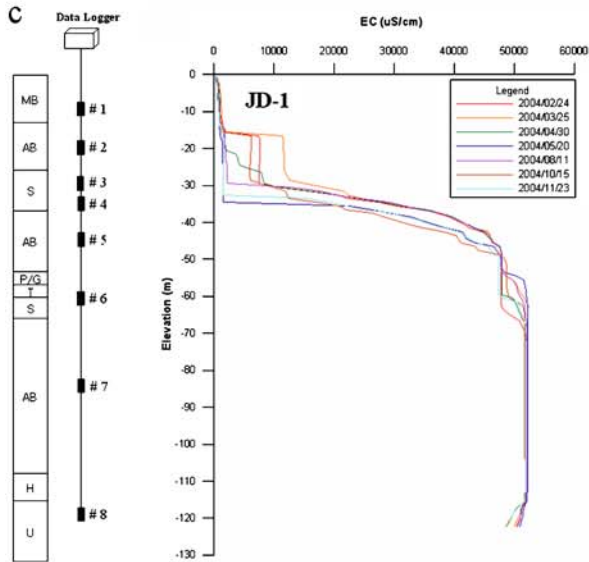 C
Data Logger
MB
AB
S
AB
P/G
T
S
AB
H
U
# 1
# 2
# 3
# 4
# 5
# 6
# 7
# 8
EC (uS/cm)
0 10000 20000 30000 40000 50000 60000
Elevation (m)
0
-10
-20
-30
-40
-50
-60
-70
-80
-90
-100
-110
-120
-130
JD-1
Legend
2004/02/24
2004/03/25
2004/04/30
2004/05/20
2004/08/11
2004/10/15
2004/11/23